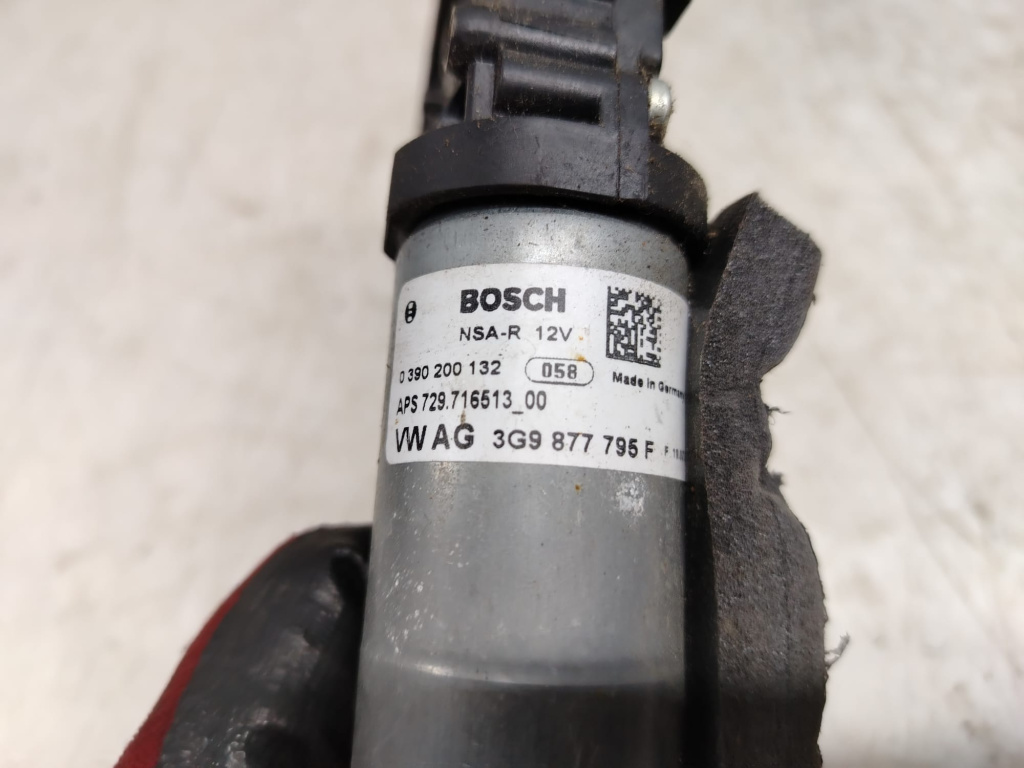 BOSCH
NSA-R 12V
0 390 200 132 058
Made in Germany
APS 729.716513_00
VW AG 3G9 877 795 F